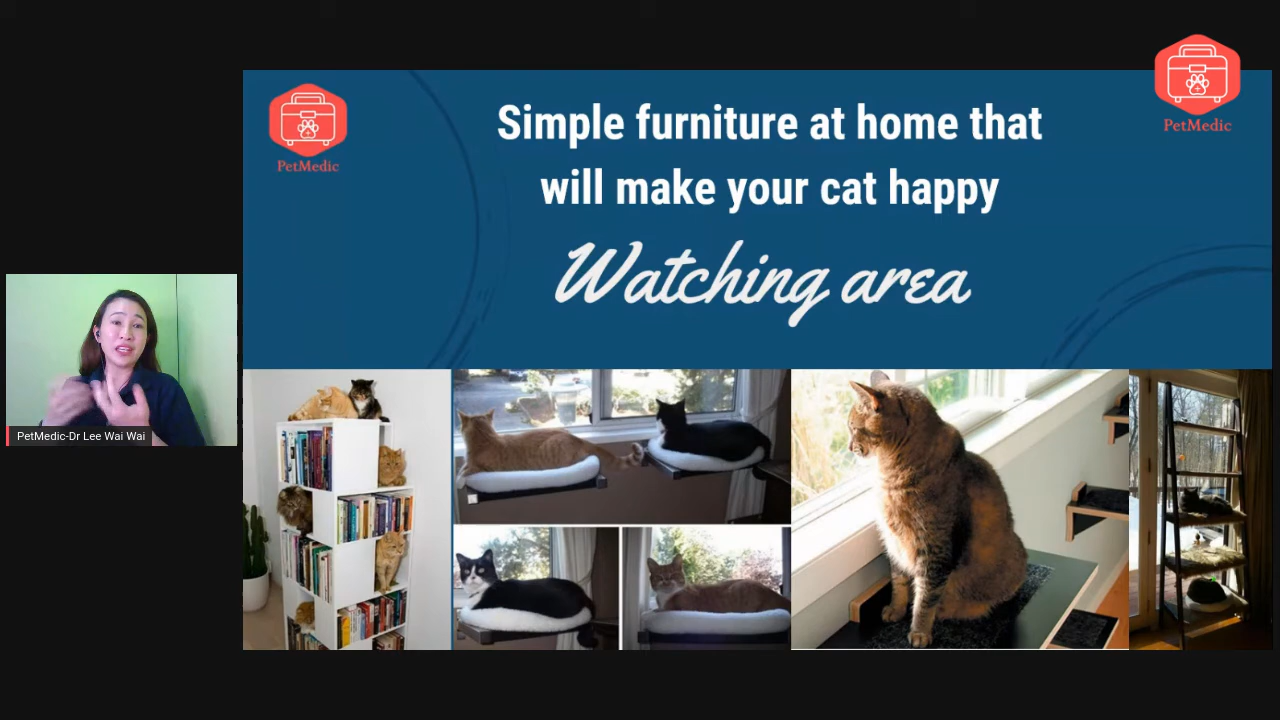 PetMedic
PetMedic
Simple furniture at home that
will make your cat happy
Watching area
PetMedic-Dr Lee Wai Wai